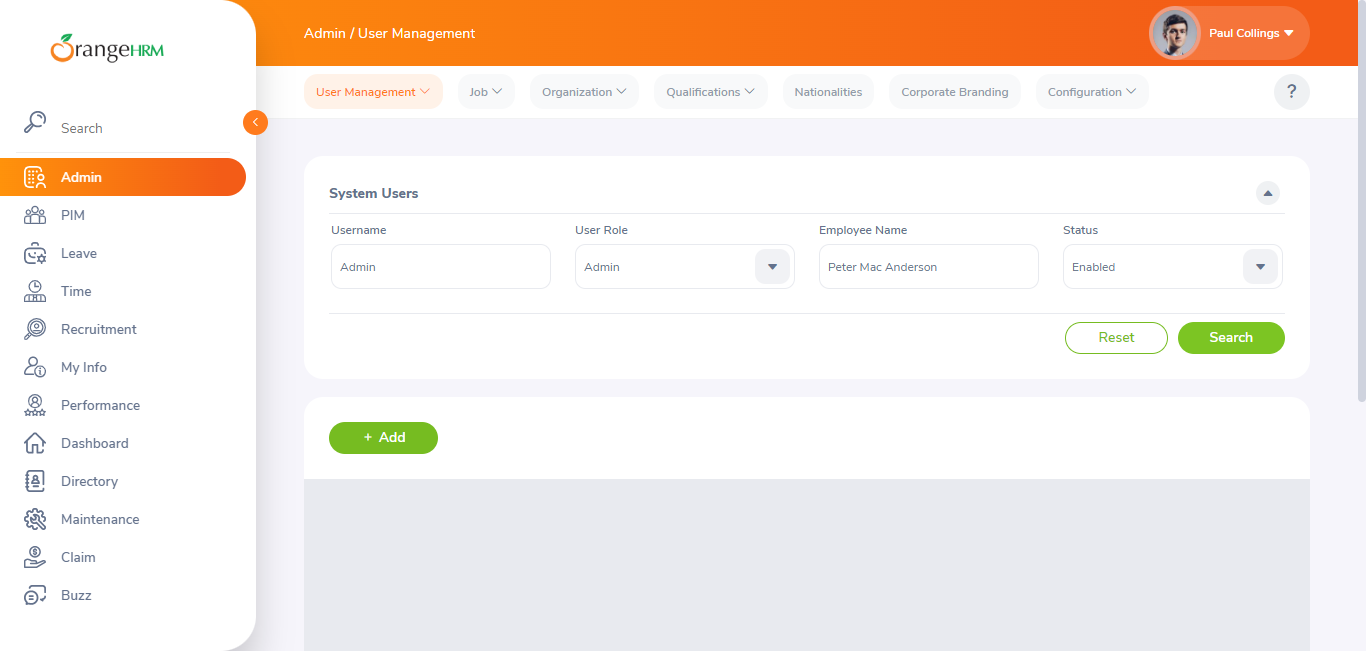 OrangeHRM
Search
Admin
PIM
Leave
Time
Recruitment
My Info
Performance
Dashboard
Directory
Maintenance
Claim
Buzz
Admin / User Management
Paul Collings
User Management
Job
Organization
Qualifications
Nationalities
Corporate Branding
Configuration
?
System Users
Username
User Role
Employee Name
Status
Admin
Admin
Peter Mac Anderson
Enabled
Reset
Search
+ Add